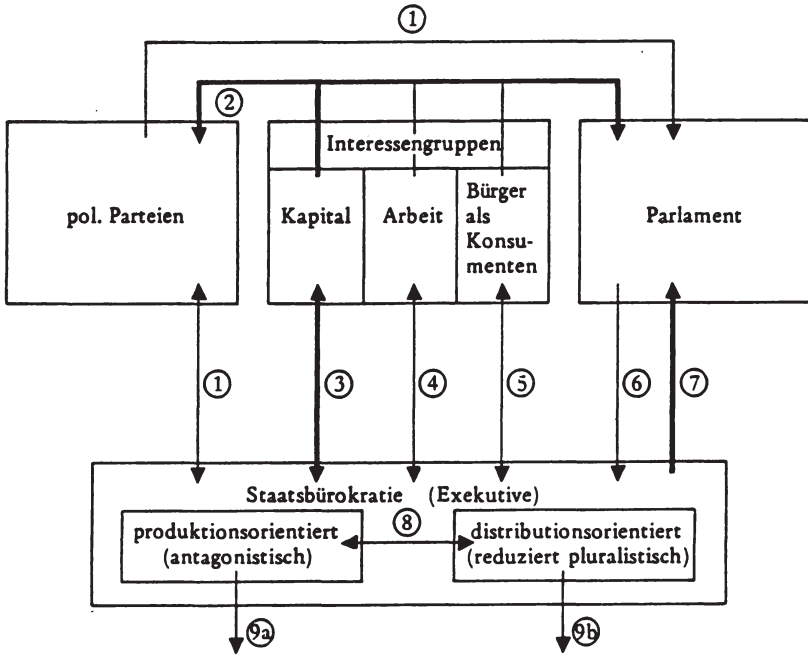 1
2
Interessengruppen
pol. Parteien
Kapital
Arbeit
Bürger
als
Konsu-
menten
Parlament
1
3
4
5
6
7
Staatsbürokratie (Exekutive)
produktionsorientiert
(antagonistisch)
8
distributionsorientiert
(reduziert pluralistisch)
9a
9b